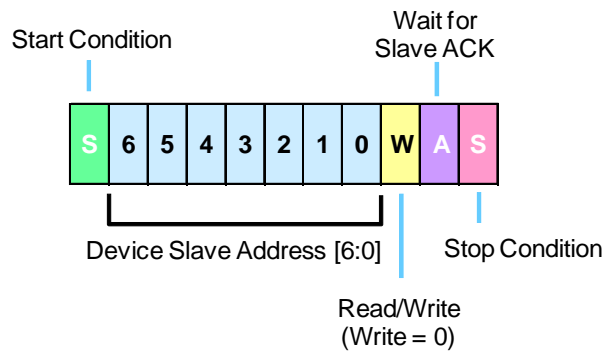 Start Condition
Wait for
Slave ACK
S 6 5 4 3 2 1 0 W A S
Device Slave Address [6:0]
Stop Condition
Read/Write
(Write = 0)